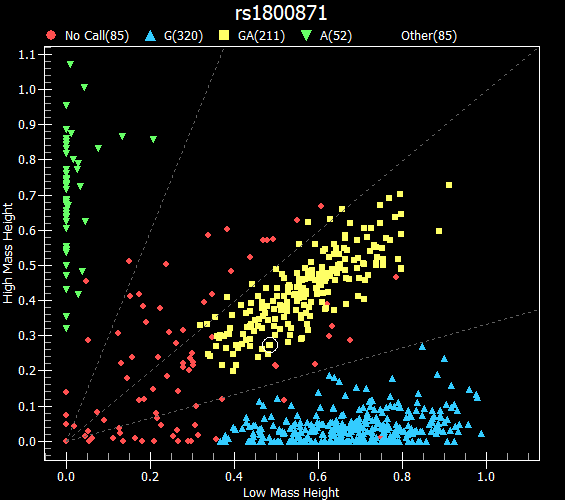 rs1800871
No Call(85) G(320) GA(211) A(52) Other(85)
1.1
1.0
0.9
0.8
0.7
0.6
0.5
0.4
0.3
0.2
0.1
0.0
High Mass Height
0.0 0.2 0.4 0.6 0.8 1.0
Low Mass Height